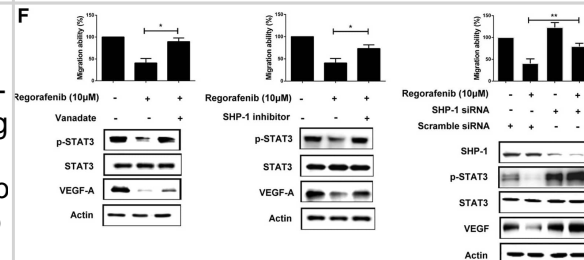 F
Migration ability (%)
150
100
50
0
*
Regorafenib (10μM) - + +
Vanadate - - +
p-STAT3
STAT3
VEGF-A
Actin
Migration ability (%)
150
100
50
0
*
Regorafenib (10μM) - + +
SHP-1 inhibitor - - +
p-STAT3
STAT3
VEGF-A
Actin
Migration ability (%)
150
100
50
0
**
Regorafenib (10μM) - + - +
SHP-1 siRNA - - + +
Scramble siRNA + + - -
SHP-1
p-STAT3
STAT3
VEGF
Actin